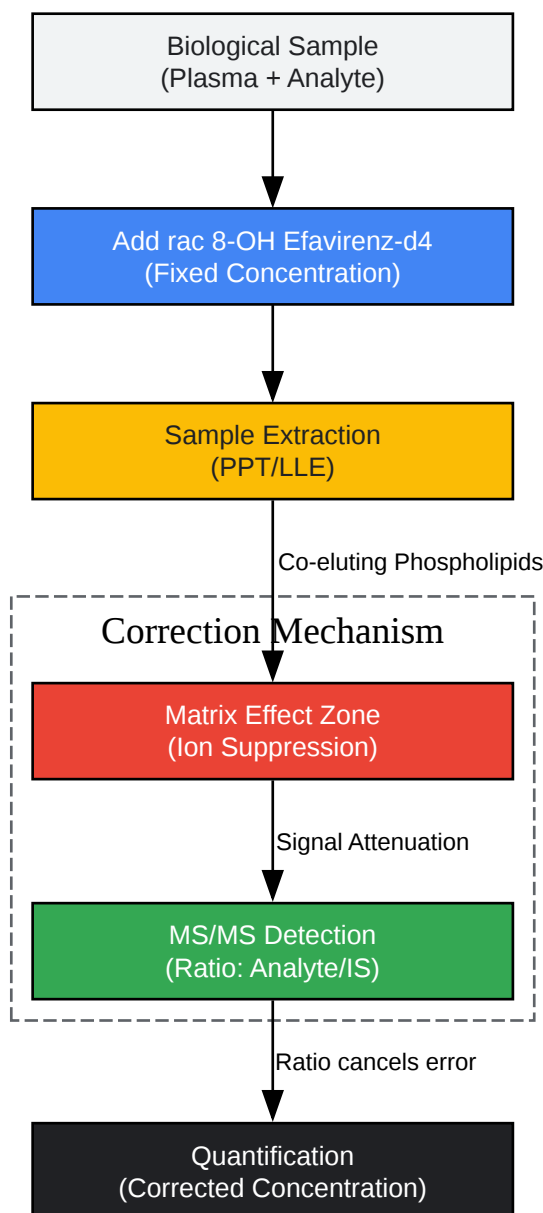 Biological Sample
(Plasma + Analyte)
Add rac 8-OH Efavirenz-d4
(Fixed Concentration)
Sample Extraction
(PPT/LLE)
Co-eluting Phospholipids
Correction Mechanism
Matrix Effect Zone
(Ion Suppression)
Signal Attenuation
MS/MS Detection
(Ratio: Analyte/IS)
Ratio cancels error
Quantification
(Corrected Concentration)